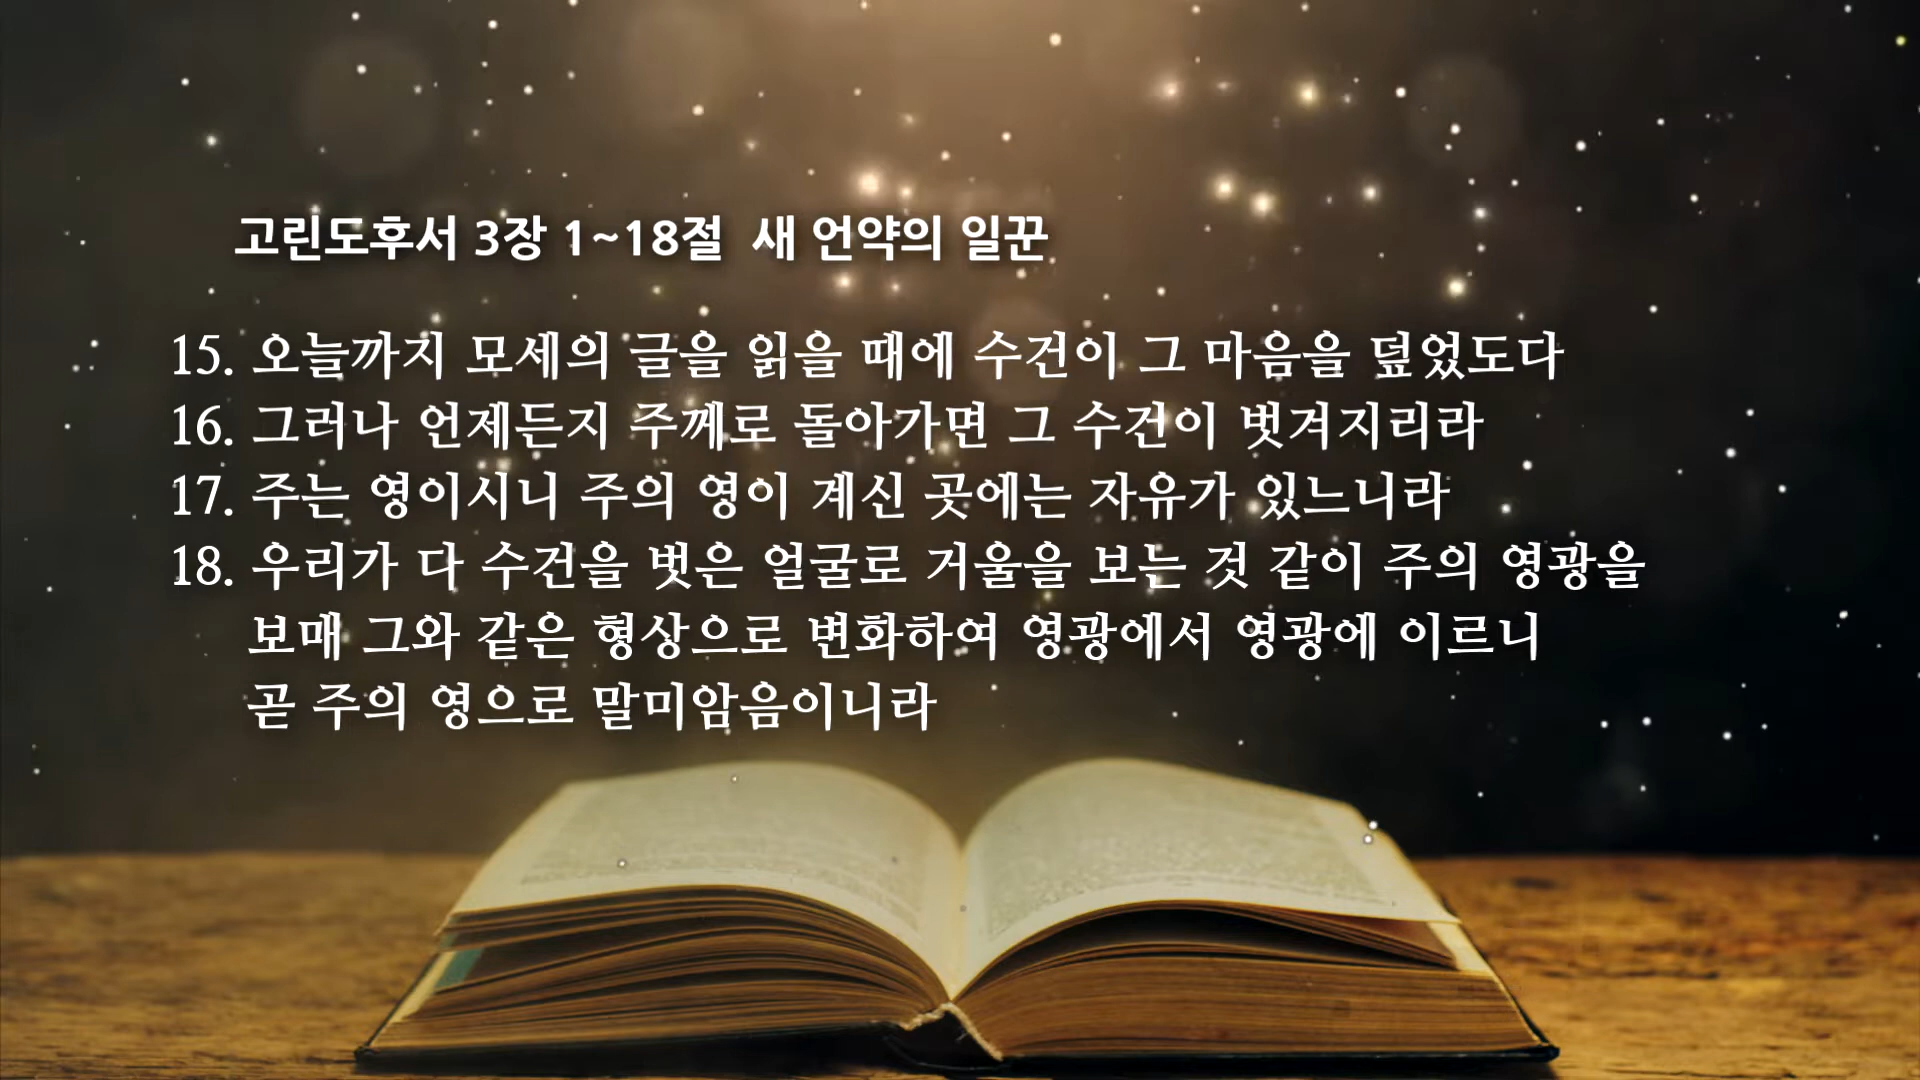 고린도후서 3장 1~18절 새 언약의 일꾼
15. 오늘까지 모세의 글을 읽을 때에 수건이 그 마음을 덮었도다
16. 그러나 언제든지 주께로 돌아가면 그 수건이 벗겨지리라
17. 주는 영이시니 주의 영이 계신 곳에는 자유가 있느니라
18. 우리가 다 수건을 벗은 얼굴로 거울을 보는 것 같이 주의 영광을
보매 그와 같은 형상으로 변화하여 영광에서 영광에 이르니
곧 주의 영으로 말미암음이니라